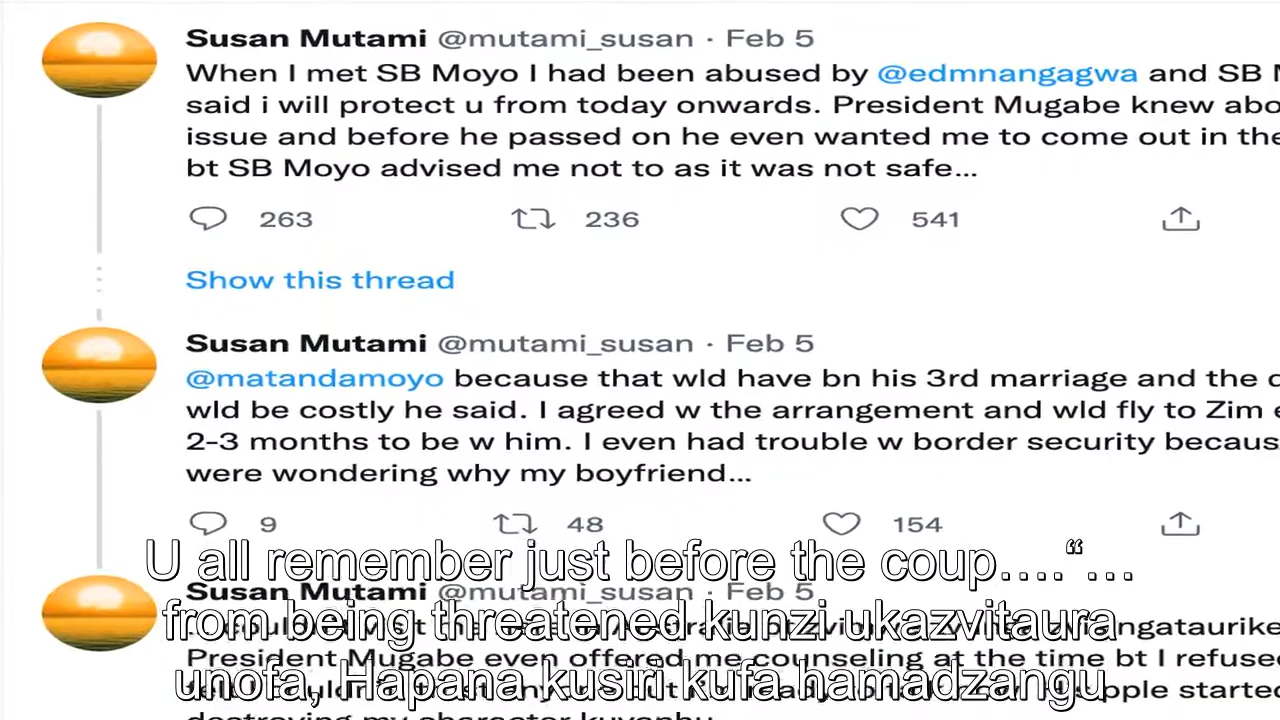 Susan Mutami @mutami_susan · Feb 5
When I met SB Moyo I had been abused by @edmnangagwa and SB
said i will protect u from today onwards. President Mugabe knew
issue and before he passed on he even wanted me to come out in
bt SB Moyo advised me not to as it was not safe...
263 236 541
Show this thread
Susan Mutami @mutami_susan · Feb 5
@matandamoyo because that wld have bn his 3rd marriage and the
wld be costly he said. I agreed w the arrangement and wld fly to Zim
2-3 months to be w him. I even had trouble w border security
were wondering why my boyfriend...
9 48 154
U all remember just before the coup....“...
Susan Mutami @mutami_susan · Feb 5
from being threatened kunzi ukazvitaura
President Mugabe even offered me counseling at the time bt I
unofa, Hapana kusiri kufa hamadzangu
destroying my character